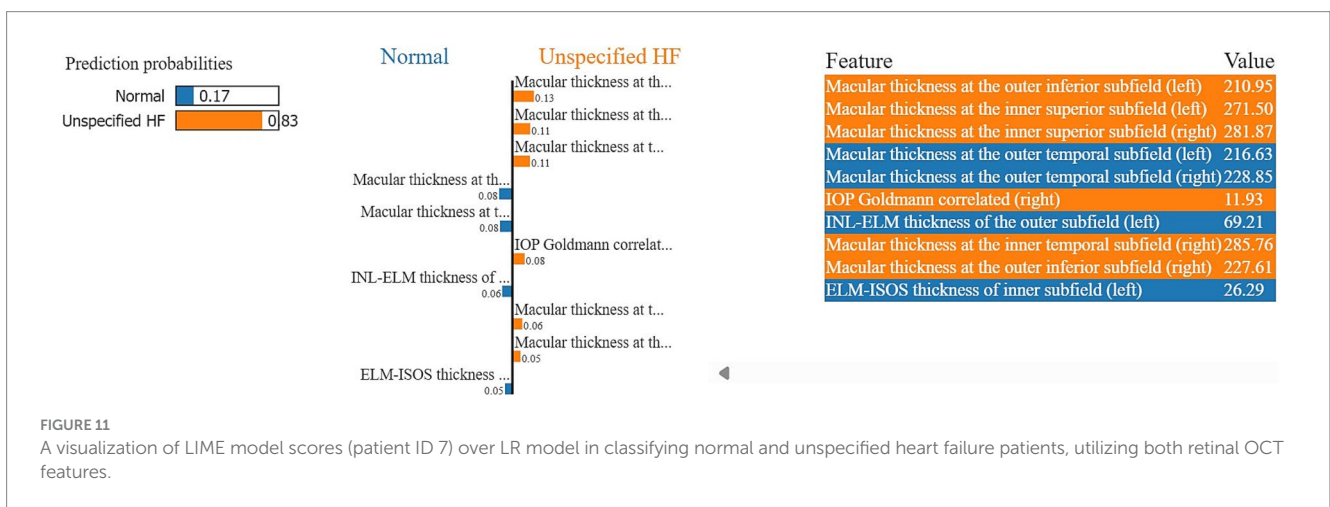 Prediction probabilities
Normal 0.17
Unspecified HF 0.83
Normal Unspecified HF
Macular thickness at th...
0.13
Macular thickness at th...
0.11
Macular thickness at t...
0.11
Macular thickness at th...
0.08
Macular thickness at t...
0.08
IOP Goldmann correlat...
0.08
INL-ELM thickness of ...
0.06
Macular thickness at t...
0.06
Macular thickness at th...
0.05
ELM-ISOS thickness ...
0.05
Feature Value
Macular thickness at the outer inferior subfield (left) 210.95
Macular thickness at the inner superior subfield (left) 271.50
Macular thickness at the inner superior subfield (right) 281.87
Macular thickness at the outer temporal subfield (left) 216.63
Macular thickness at the outer temporal subfield (right) 228.85
IOP Goldmann correlated (right) 11.93
INL-ELM thickness of the outer subfield (left) 69.21
Macular thickness at the inner temporal subfield (right) 285.76
Macular thickness at the outer inferior subfield (right) 227.61
ELM-ISOS thickness of inner subfield (left) 26.29
FIGURE 11
A visualization of LIME model scores (patient ID 7) over LR model in classifying normal and unspecified heart failure patients, utilizing both retinal OCT
features.